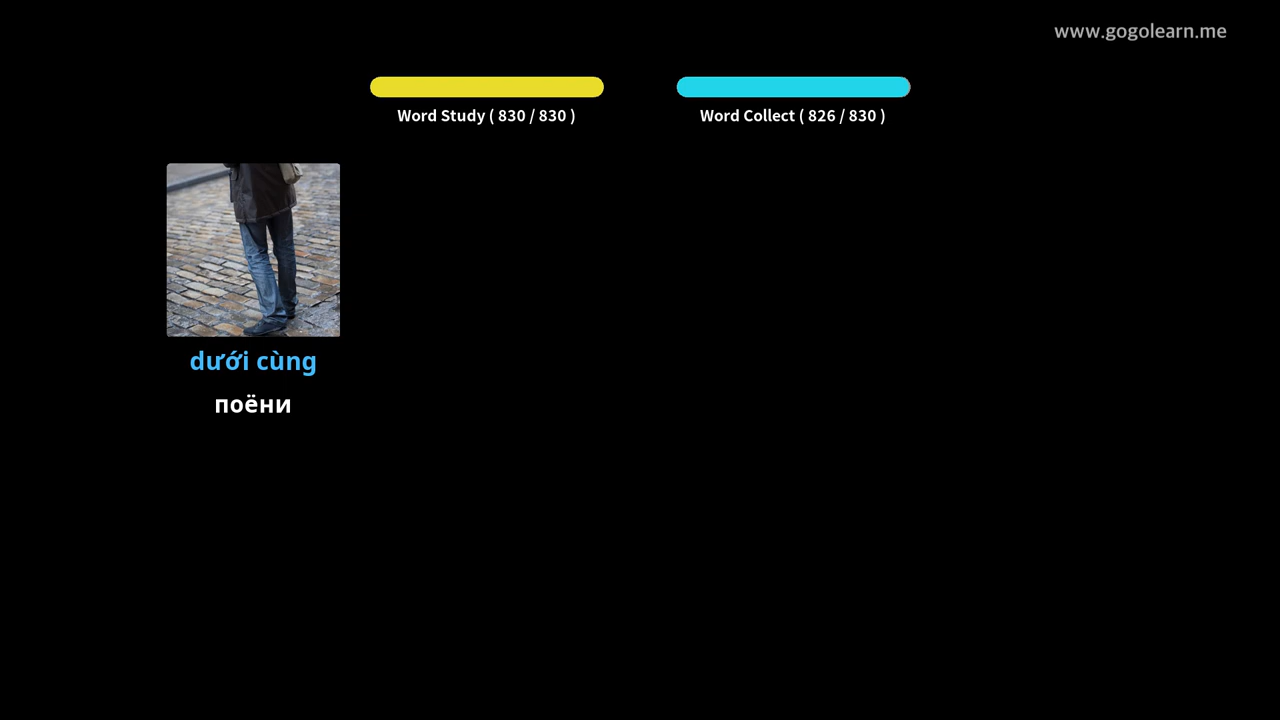 www.gogolearn.me
Word Study ( 830 / 830 )
Word Collect ( 826 / 830 )
dưới cùng
поёни